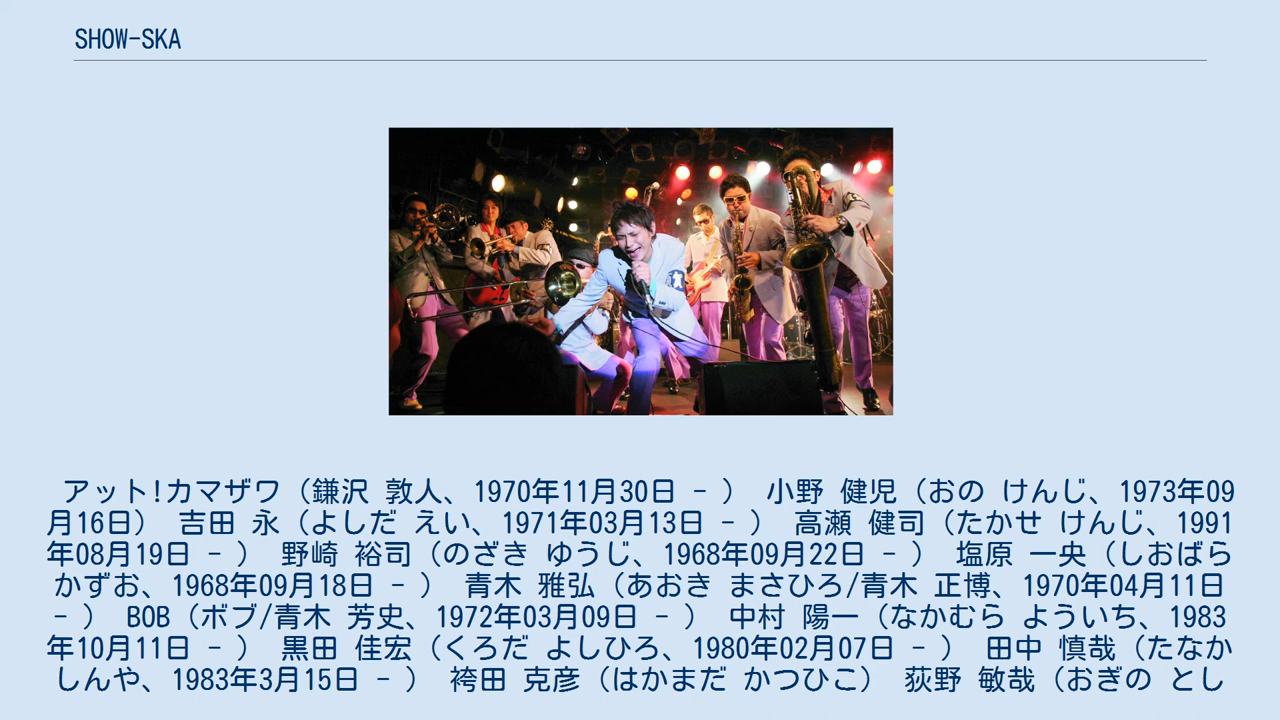 SHOW-SKA
アット!カマザワ（鎌沢 敦人、1970年11月30日 - ） 小野 健児（おの けんじ、1973年09
月16日） 吉田 永（よしだ えい、1971年03月13日 - ） 高瀬 健司（たかせ けんじ、1991
年08月19日 - ） 野崎 裕司（のざき ゆうじ、1968年09月22日 - ） 塩原 一央（しおばら
かずお、1968年09月18日 - ） 青木 雅弘（あおき まさひろ/青木 正博、1970年04月11日
- ） BOB（ボブ/青木 芳史、1972年03月09日 - ） 中村 陽一（なかむら よういち、1983
年10月11日 - ） 黒田 佳宏（くろだ よしひろ、1980年02月07日 - ） 田中 慎哉（たなか
しんや、1983年3月15日 - ） 袴田 克彦（はかまだ かつひこ） 荻野 敏哉（おぎの とし